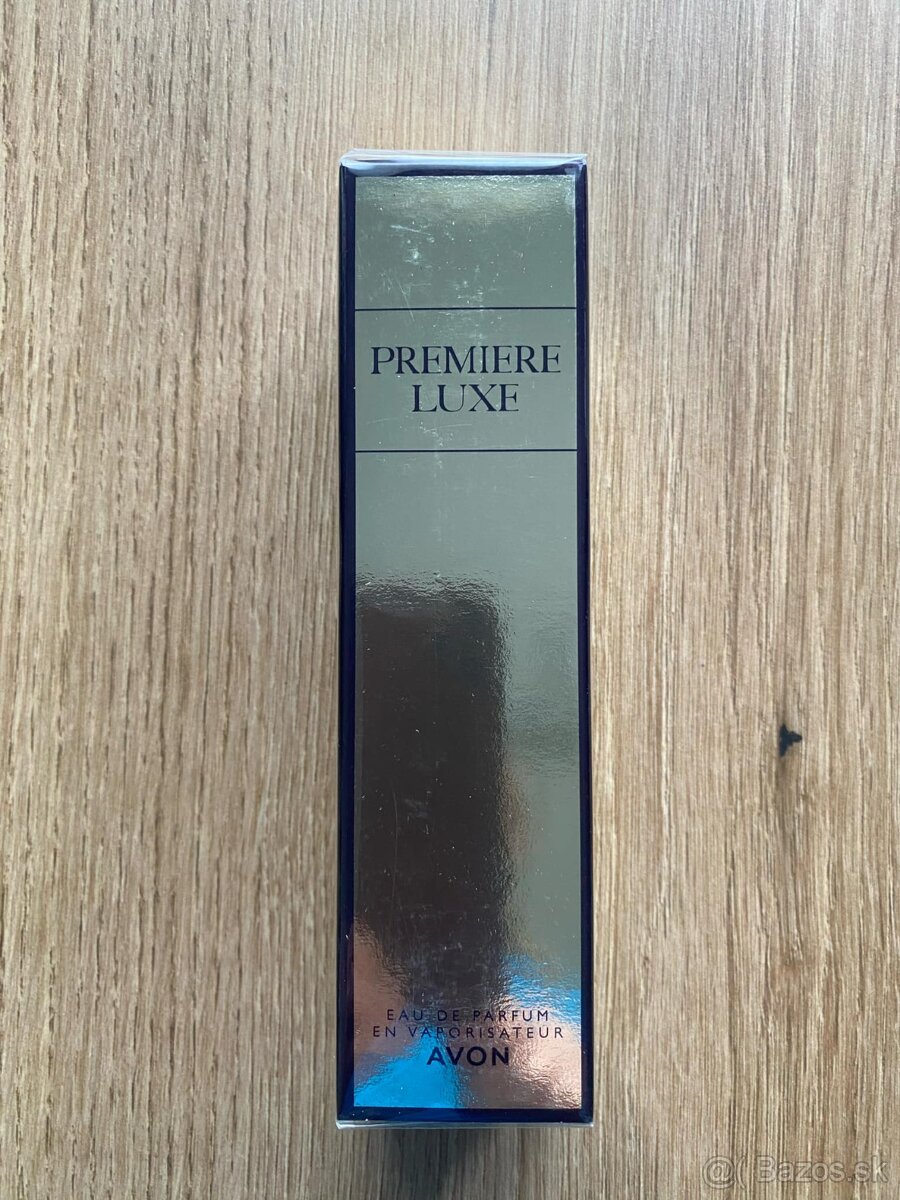 PREMIERE
LUXE
EAU DE PARFUM
EN VAPORISATEUR
AVON
@( Bazos.sk